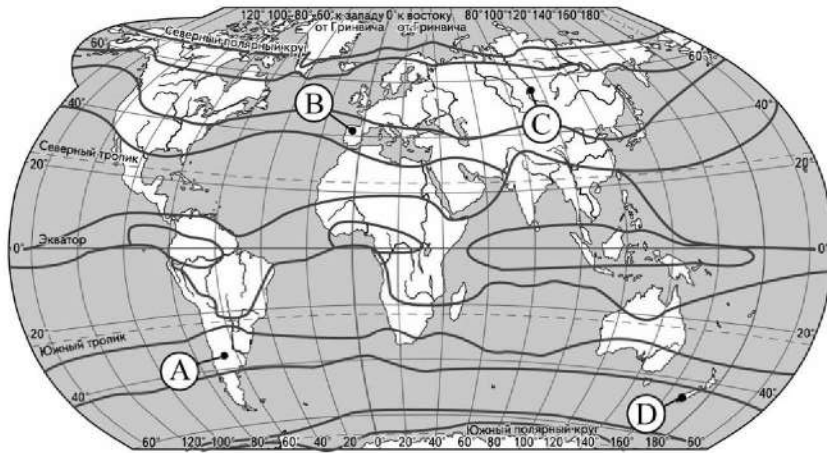 120° 100° 80° 60° к западу 0° к востоку 80° 100° 120° 140° 160° 180°
от Гринвича от Гринвича
Северный полярный круг
60° 60°
40° 40°
B
C
Северный тропик
20° 20°
Экватор
0° 0°
20° 20°
Южный тропик
A
40° 40°
D
Южный полярный круг
60° 120° 100° 80° 60° 40° 20° 0° 20° 40° 60° 80° 100° 120° 140° 160° 180° 60°